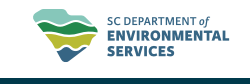 SC DEPARTMENT of
ENVIRONMENTAL
SERVICES